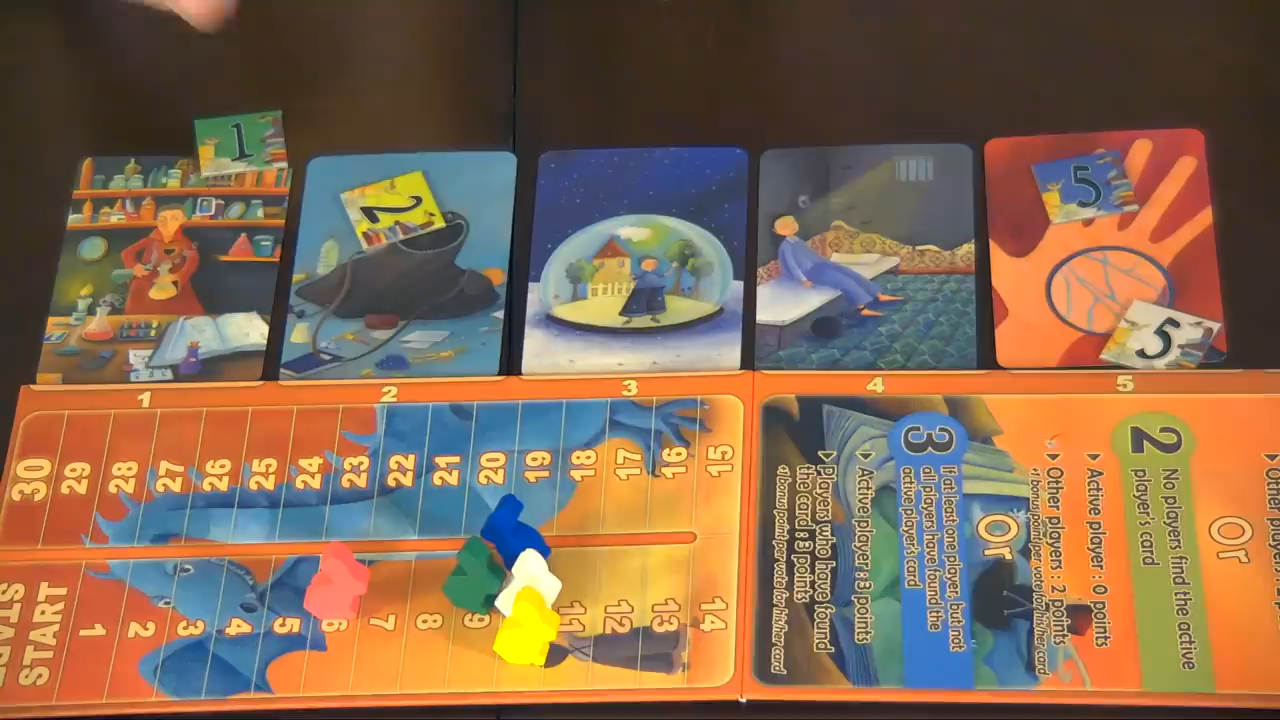 1
2
5
5
1
2
3
4
5
30
29
28
27
26
25
24
23
22
21
20
19
18
17
16
15
START
START
1
2
3
4
5
6
7
8
9
11
12
13
14
3
If at least one player, but not
all players have found the
active player's card
▸ Active player : 3 points
▸ Players who have found
the card : 3 points
+1 bonus point per vote for his/her card
Or
2
No players find the active
player's card
▸ Active player : 0 points
▸ Other players : 2 points
+1 bonus point per vote for his/her card
Or
▸ Other players